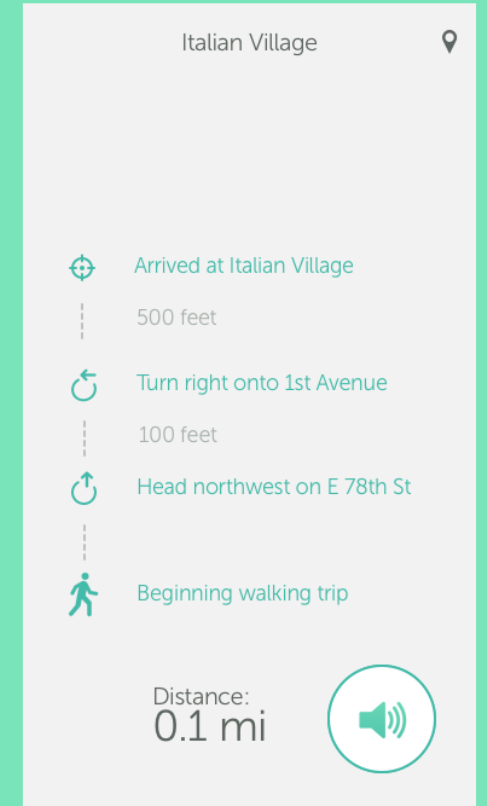 Italian Village
Arrived at Italian Village
500 feet
Turn right onto 1st Avenue
100 feet
Head northwest on E 78th St
Beginning walking trip
Distance:
0.1 mi